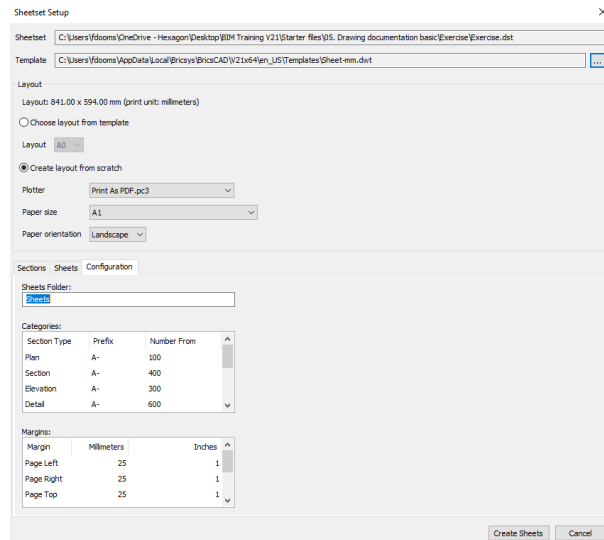 Sheetset Setup
Sheetset C:\Users\fdooms\OneDrive - Hexagon\Desktop\BIM Training V21\Starter files\05. Drawing documentation basic\Exercise\Exercise.dst
Template C:\Users\fdooms\AppData\Local\Bricsys\BricsCAD\V21x64\en_US\Templates\Sheet-mm.dwt ...
Layout
Layout: 841.00 x 594.00 mm (print unit: millimeters)
Choose layout from template
Layout A0
Create layout from scratch
Plotter Print As PDF.pc3
Paper size A1
Paper orientation Landscape
Sections Sheets Configuration
Sheets Folder:
Sheets
Categories:
Section Type Prefix Number From
Plan A- 100
Section A- 400
Elevation A- 300
Detail A- 600
Margins:
Margin Millimeters Inches
Page Left 25 1
Page Right 25 1
Page Top 25 1
Create Sheets Cancel